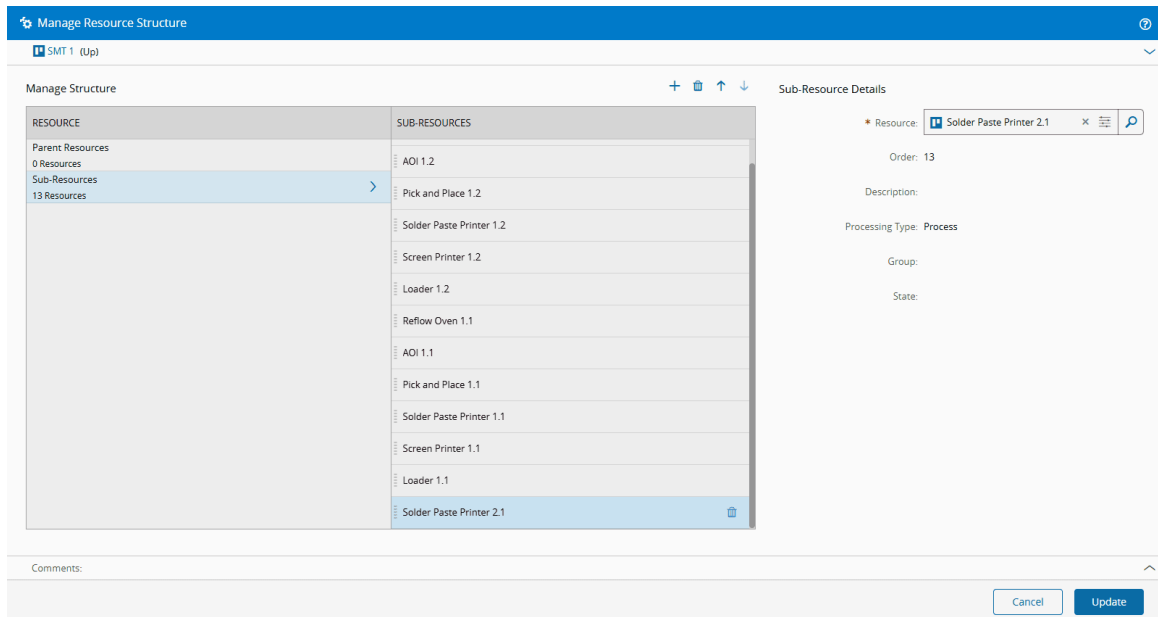 Manage Resource Structure
SMT 1 (Up)
Manage Structure
RESOURCE
Parent Resources
0 Resources
Sub-Resources
13 Resources
SUB-RESOURCES
AOI 1.2
Pick and Place 1.2
Solder Paste Printer 1.2
Screen Printer 1.2
Loader 1.2
Reflow Oven 1.1
AOI 1.1
Pick and Place 1.1
Solder Paste Printer 1.1
Screen Printer 1.1
Loader 1.1
Solder Paste Printer 2.1
Sub-Resource Details
* Resource: Solder Paste Printer 2.1
Order: 13
Description:
Processing Type: Process
Group:
State:
Comments:
Cancel Update